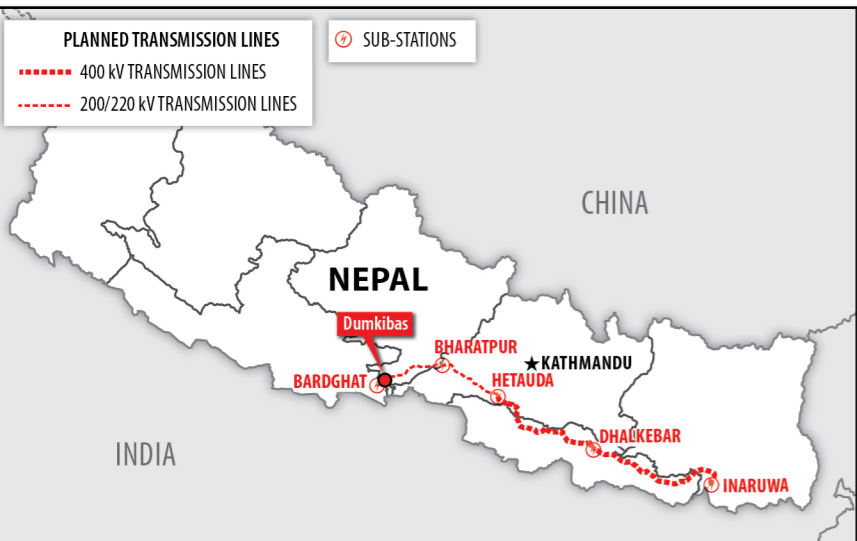 PLANNED TRANSMISSION LINES
400 kV TRANSMISSION LINES
200/220 kV TRANSMISSION LINES
SUB-STATIONS
CHINA
NEPAL
Dumkibas
BHARATPUR
KATHMANDU
BARDGHAT
HETAUDA
DHALKEBAR
INDIA
INARUWA